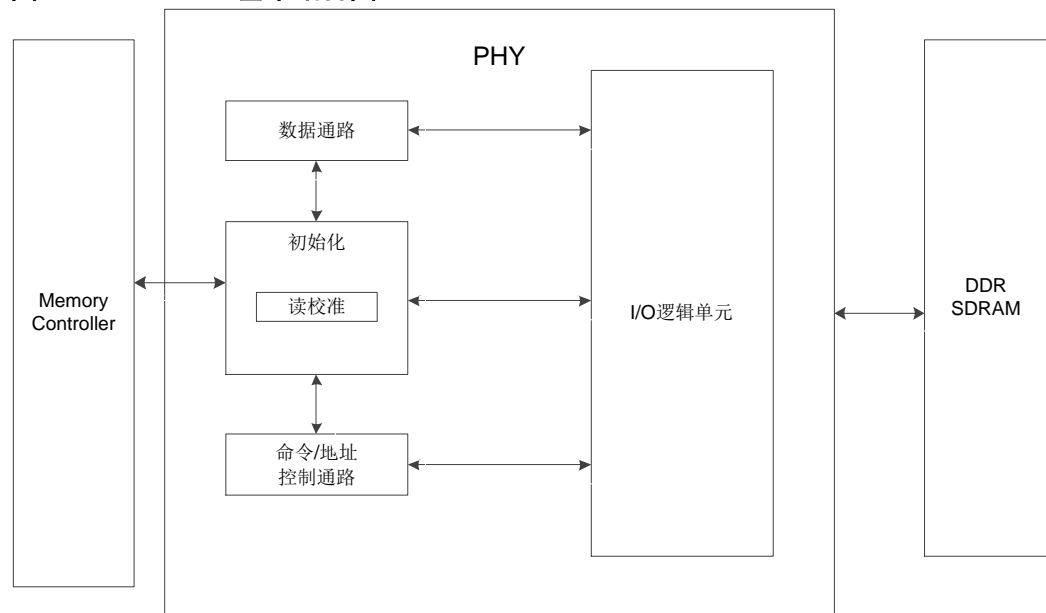 PHY
数据通路
初始化
读校准
命令/地址
控制通路
I/O逻辑单元
Memory
Controller
DDR
SDRAM